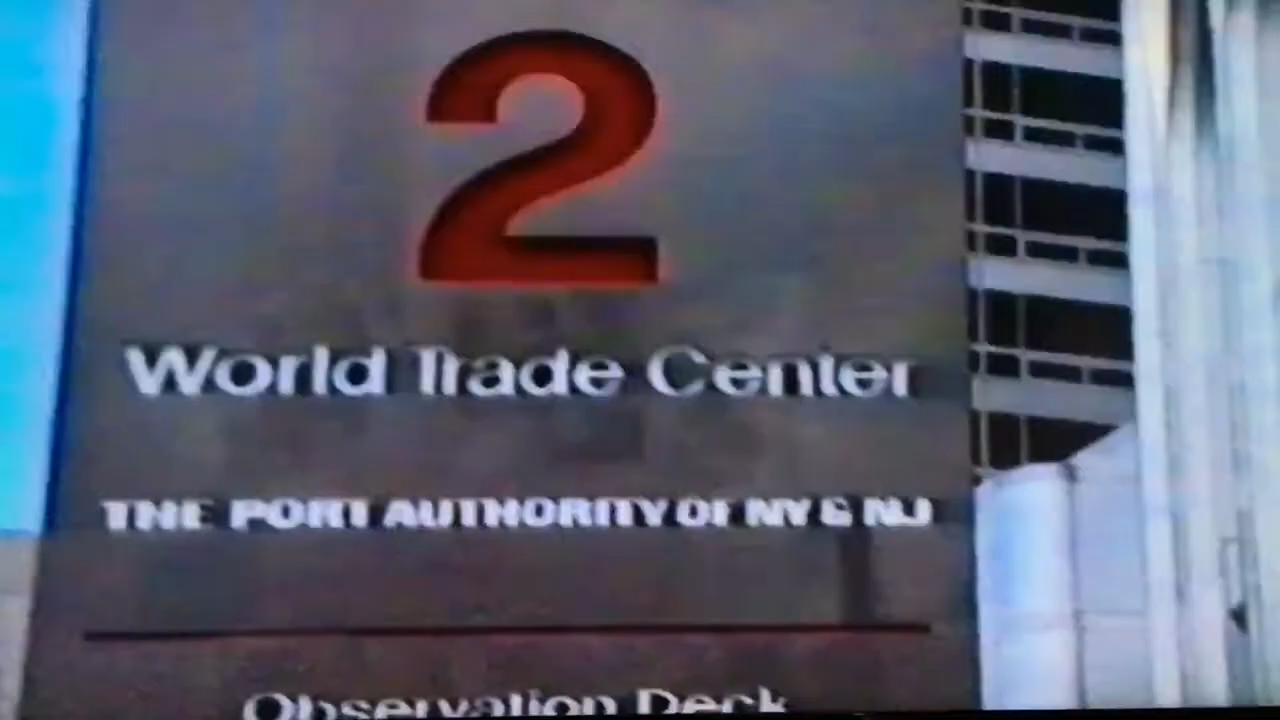 2
World Trade Center
THE PORT AUTHORITY OF NY & NJ
Observation Deck